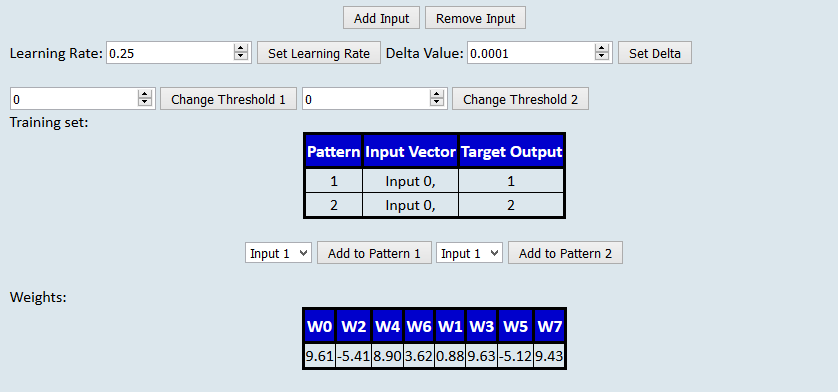 Add Input Remove Input
Learning Rate: 0.25 Set Learning Rate Delta Value: 0.0001 Set Delta
0 Change Threshold 1 0 Change Threshold 2
Training set:
Pattern Input Vector Target Output
1 Input 0, 1
2 Input 0, 2
Input 1 Add to Pattern 1 Input 1 Add to Pattern 2
Weights:
W0 W2 W4 W6 W1 W3 W5 W7
9.61 -5.41 8.90 3.62 0.88 9.63 -5.12 9.43